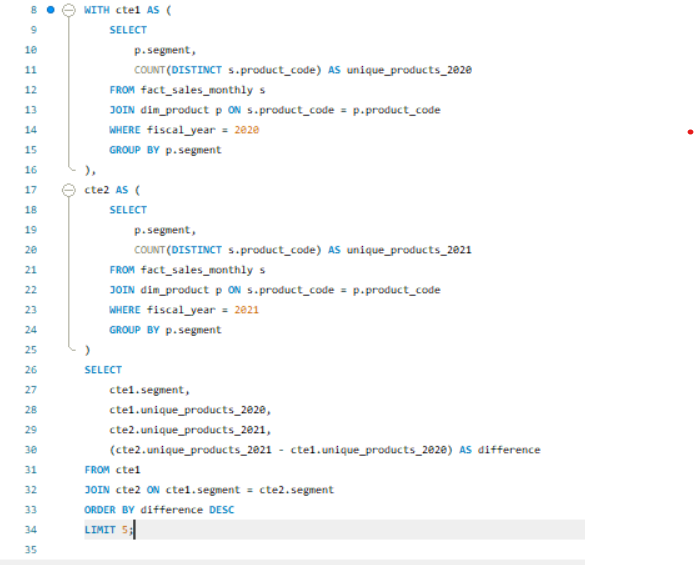 8 WITH cte1 AS (
9 SELECT
10 p.segment,
11 COUNT(DISTINCT s.product_code) AS unique_products_2020
12 FROM fact_sales_monthly s
13 JOIN dim_product p ON s.product_code = p.product_code
14 WHERE fiscal_year = 2020
15 GROUP BY p.segment
16 ),
17 cte2 AS (
18 SELECT
19 p.segment,
20 COUNT(DISTINCT s.product_code) AS unique_products_2021
21 FROM fact_sales_monthly s
22 JOIN dim_product p ON s.product_code = p.product_code
23 WHERE fiscal_year = 2021
24 GROUP BY p.segment
25 )
26 SELECT
27 cte1.segment,
28 cte1.unique_products_2020,
29 cte2.unique_products_2021,
30 (cte2.unique_products_2021 - cte1.unique_products_2020) AS difference
31 FROM cte1
32 JOIN cte2 ON cte1.segment = cte2.segment
33 ORDER BY difference DESC
34 LIMIT 5;
35